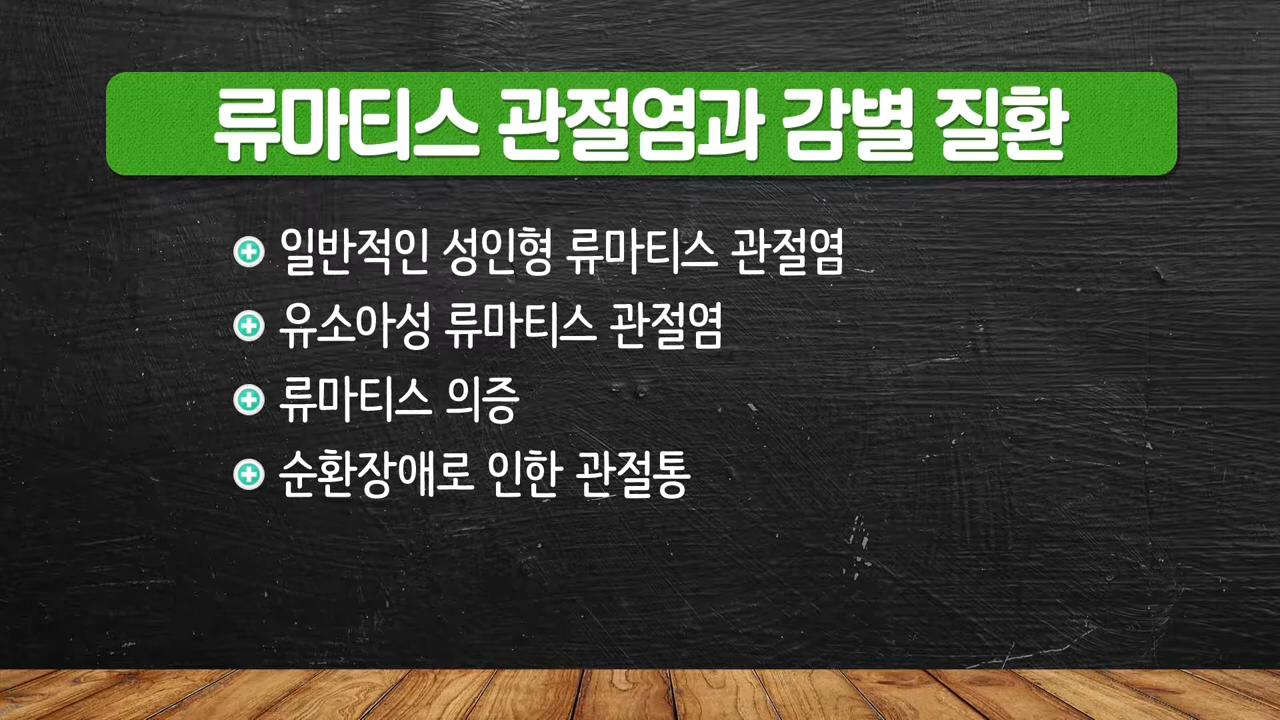 류마티스 관절염과 감별 질환
일반적인 성인형 류마티스 관절염
유소아성 류마티스 관절염
류마티스 의증
순환장애로 인한 관절통